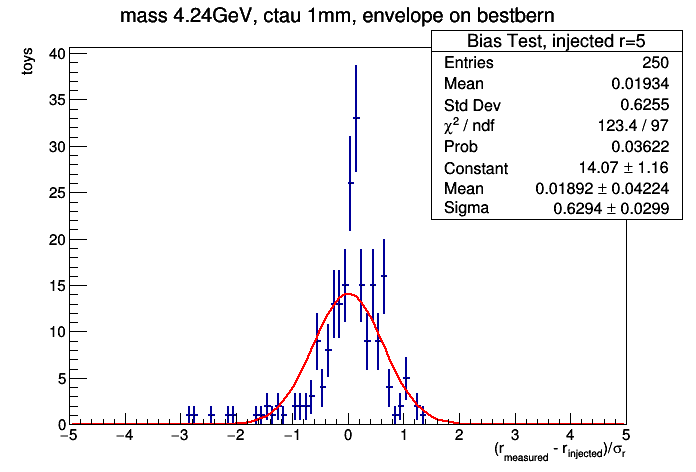 mass 4.24GeV, ctau 1mm, envelope on bestbern
Bias Test, injected r=5
Entries 250
Mean 0.01934
Std Dev 0.6255
χ² / ndf 123.4 / 97
Prob 0.03622
Constant 14.07 ± 1.16
Mean 0.01892 ± 0.04224
Sigma 0.6294 ± 0.0299
toys
40
35
30
25
20
15
10
5
0
−5 −4 −3 −2 −1 0 1 2 3 4 5
(r_measured - r_injected)/σ_r